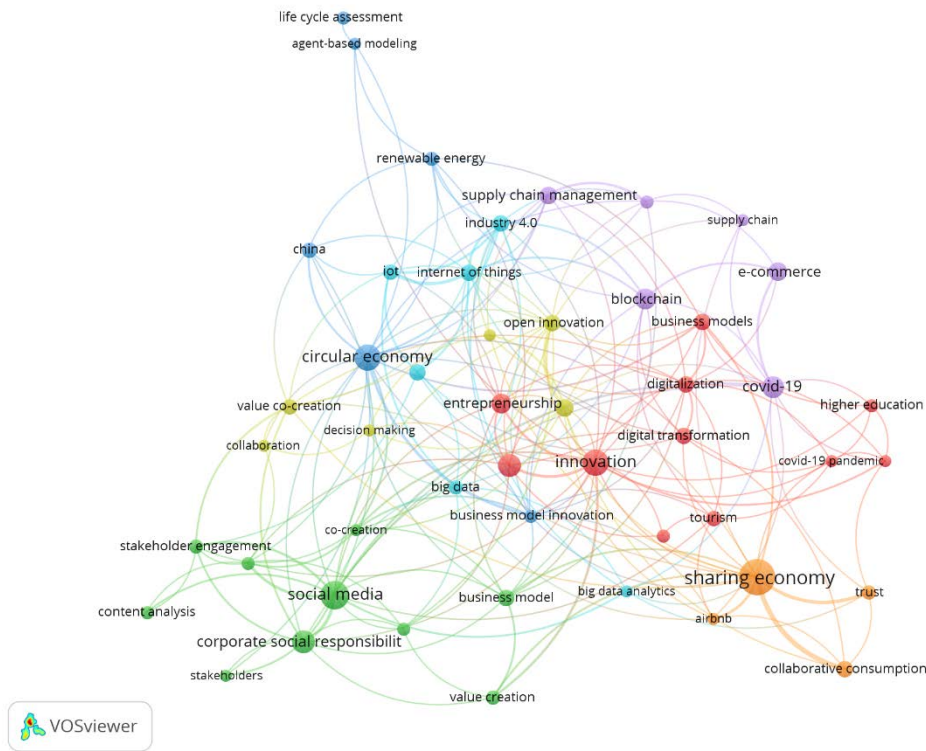 life cycle assessment
agent-based modeling
renewable energy
supply chain management
supply chain
industry 4.0
china
iot
internet of things
e-commerce
blockchain
open innovation
business models
circular economy
digitalization
covid-19
value co-creation
entrepreneurship
higher education
decision making
digital transformation
collaboration
innovation
covid-19 pandemic
big data
business model innovation
tourism
co-creation
stakeholder engagement
sharing economy
social media
business model
big data analytics
trust
content analysis
airbnb
corporate social responsibilit
collaborative consumption
stakeholders
value creation
VOSviewer